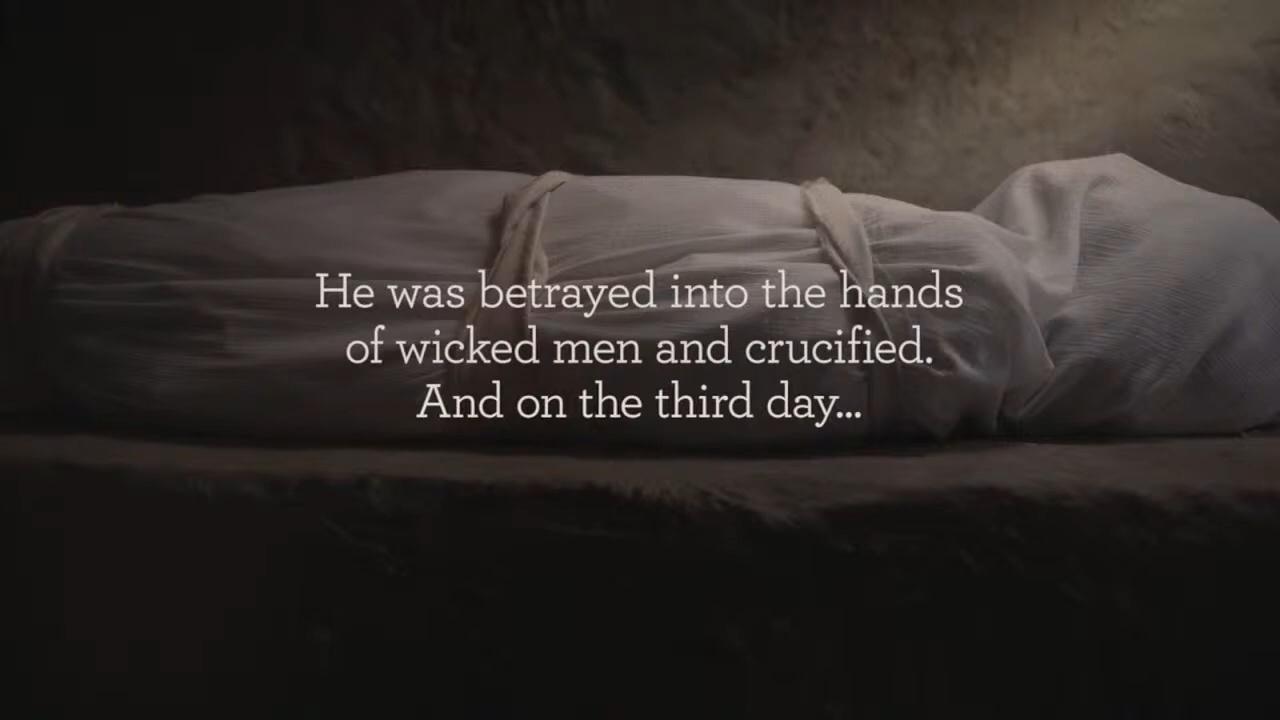 He was betrayed into the hands
of wicked men and crucified.
And on the third day...